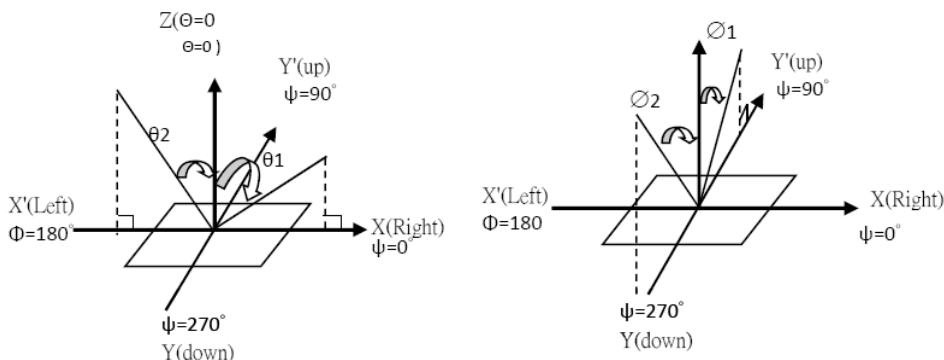 Z(Θ=0
Θ=0 )
Y'(up)
ψ=90°
θ2
θ1
X'(Left)
Φ=180°
X(Right)
ψ=0°
ψ=270°
Y(down)
∅1
Y'(up)
ψ=90°
∅2
X'(Left)
Φ=180
X(Right)
ψ=0°
ψ=270°
Y(down)